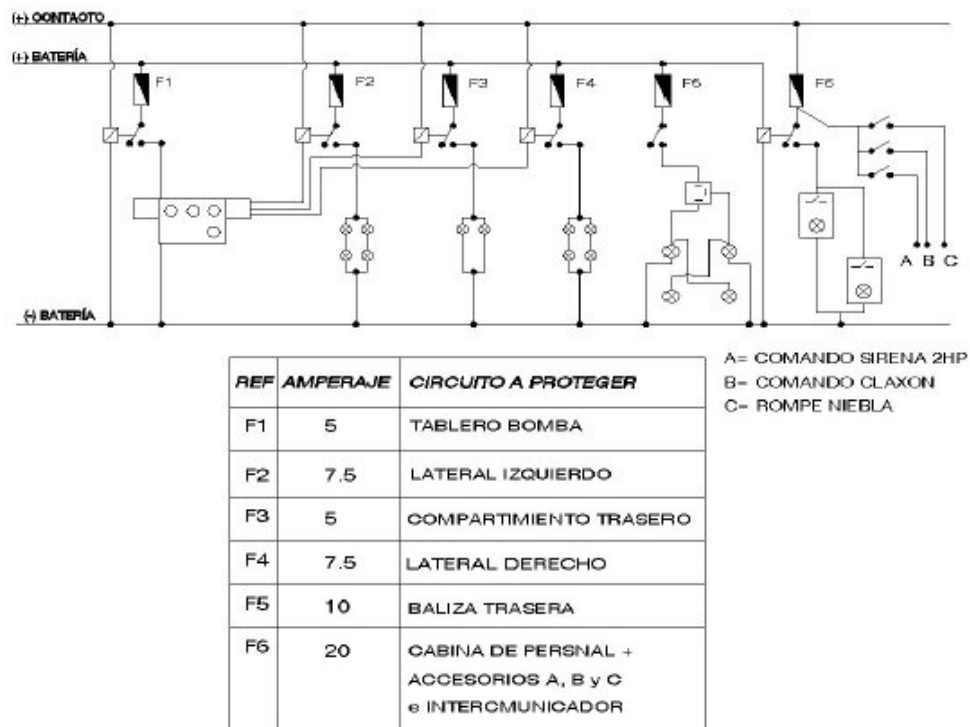 (+) CONTACTO
(+) BATERÍA
F1 F2 F3 F4 F5 F6
A B C
(-) BATERÍA
A= COMANDO SIRENA 2HP
B= COMANDO CLAXON
C= ROMPE NIEBLA
REF AMPERAJE CIRCUITO A PROTEGER
F1 5 TABLERO BOMBA
F2 7.5 LATERAL IZQUIERDO
F3 5 COMPARTIMIENTO TRASERO
F4 7.5 LATERAL DERECHO
F5 10 BALIZA TRASERA
F6 20 CABINA DE PERSNAL +
ACCESORIOS A, B y C
e INTERCMUNICADOR